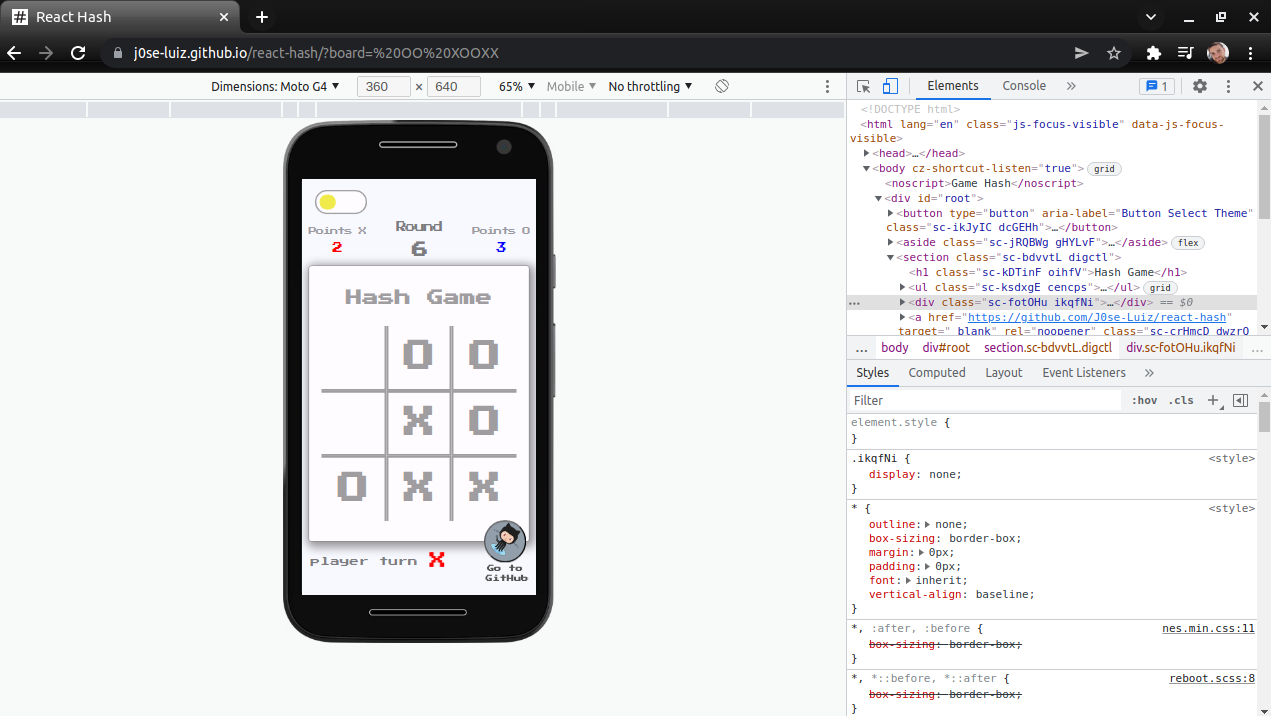 React Hash
j0se-luiz.github.io/react-hash/?board=%20OO%20XOOXX
Dimensions: Moto G4 360 × 640 65% Mobile No throttling
Points X Round Points O
2 6 3
Hash Game
O O
X O
O X X
player turn X
Go to
GitHub
Elements Console » 1
<!DOCTYPE html>
<html lang="en" class="js-focus-visible" data-js-focus-
visible>
<head>…</head>
<body cz-shortcut-listen="true"> grid
<noscript>Game Hash</noscript>
<div id="root">
<button type="button" aria-label="Button Select Theme"
class="sc-ikJyIC dcGEHh">…</button>
<aside class="sc-jRQBWg gHYLvF">…</aside> flex
<section class="sc-bdvvtL digctl">
<h1 class="sc-kDTinF oihfV">Hash Game</h1>
<ul class="sc-ksdxgE cencps">…</ul> grid
… <div class="sc-fotOHu ikqfNi">…</div> == $0
<a href="https://github.com/J0se-Luiz/react-hash"
target="_blank" rel="noopener" class="sc-crHmcD dwzrO
… body div#root section.sc-bdvvtL.digctl div.sc-fotOHu.ikqfNi …
Styles Computed Layout Event Listeners »
Filter :hov .cls +
element.style {
}
.ikqfNi { <style>
display: none;
}
* { <style>
outline: none;
box-sizing: border-box;
margin: 0px;
padding: 0px;
font: inherit;
vertical-align: baseline;
}
*, :after, :before { nes.min.css:11
box-sizing: border-box;
}
*, *::before, *::after { reboot.scss:8
box-sizing: border-box;
}